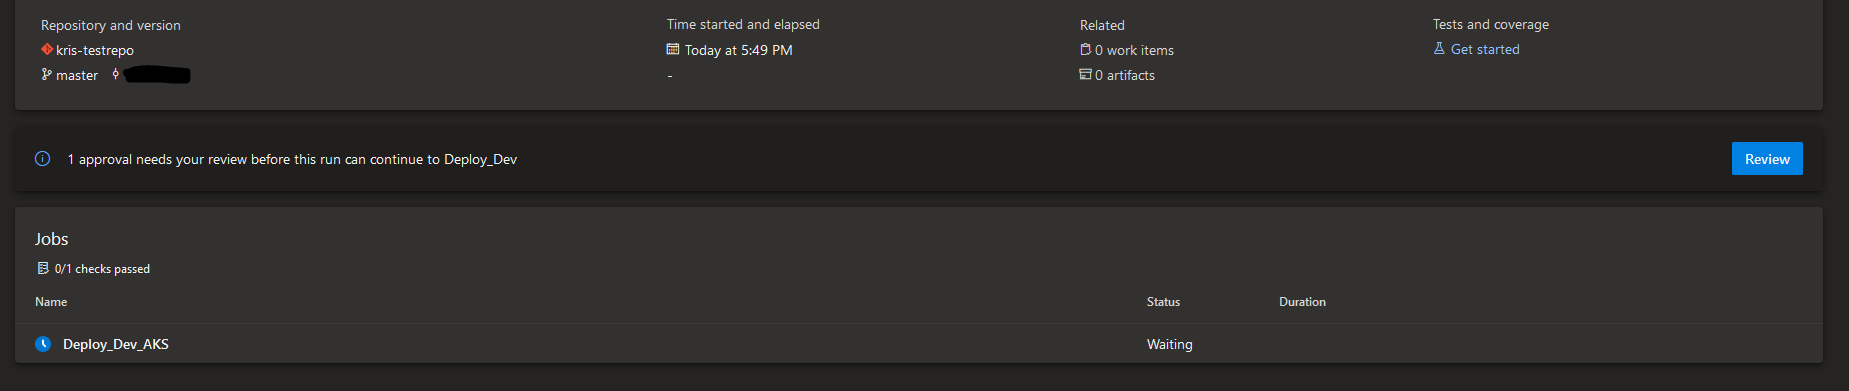 Repository and version
kris-testrepo
master
Time started and elapsed
Today at 5:49 PM
-
Related
0 work items
0 artifacts
Tests and coverage
Get started
1 approval needs your review before this run can continue to Deploy_Dev
Review
Jobs
0/1 checks passed
Name Status Duration
Deploy_Dev_AKS Waiting